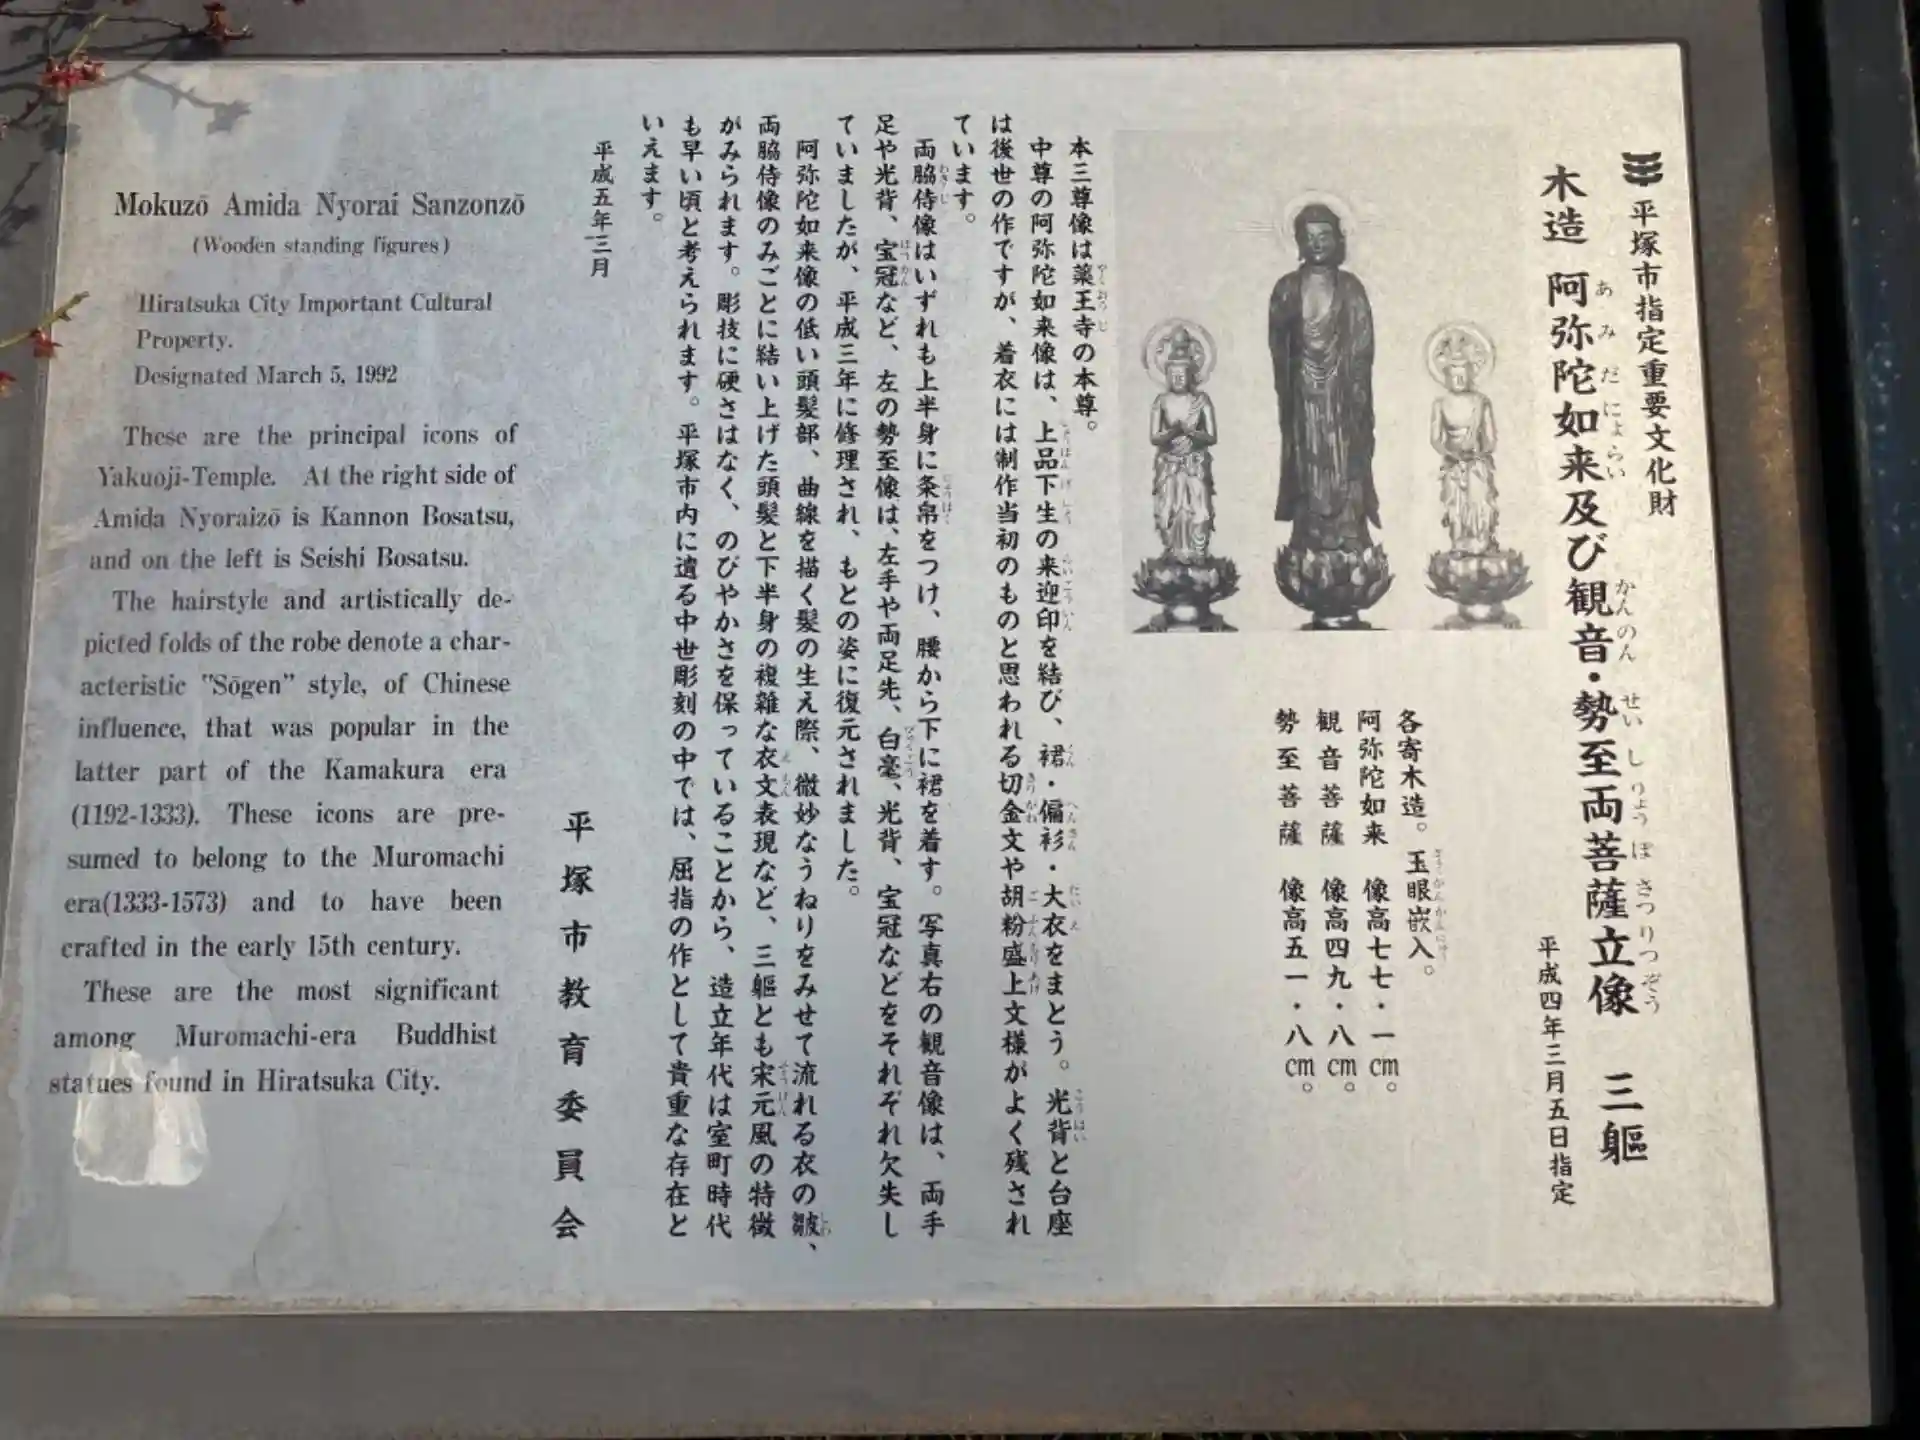 平塚市指定重要文化財
木造 阿弥陀如来及び観音・勢至両菩薩立像 三軀
平成四年三月五日指定
各寄木造。玉眼嵌入。
阿弥陀如来 像高七七・一cm。
観音菩薩 像高四九・八cm。
勢至菩薩 像高五一・八cm。
本三尊像は薬王寺の本尊。
中尊の阿弥陀如来像は、上品下生の来迎印を結び、裙・偏衫・大衣をまとう。光背と台座
は後世の作ですが、着衣には制作当初のものと思われる切金文や胡粉盛上文様がよく残され
ています。
両脇侍像はいずれも上半身に条帛をつけ、腰から下に裙を着す。写真右の観音像は、両手
足や光背、宝冠など、左の勢至像は、左手や両足先、白毫、光背、宝冠などをそれぞれ欠失し
ていましたが、平成三年に修理され、もとの姿に復元されました。
阿弥陀如来像の低い頭髪部、曲線を描く髪の生え際、微妙なうねりをみせて流れる衣の皺、
両脇侍像のみごとに結い上げた頭髪と下半身の複雑な衣文表現など、三軀とも宋元風の特徴
がみられます。彫技に硬さはなく、のびやかさを保っていることから、造立年代は室町時代
も早い頃と考えられます。平塚市内に遺る中世彫刻の中では、屈指の作として貴重な存在と
いえます。
平成五年三月
平塚市教育委員会
Mokuzō Amida Nyorai Sanzonzō
(Wooden standing figures)
Hiratsuka City Important Cultural
Property.
Designated March 5, 1992
These are the principal icons of
Yakuoji-Temple. At the right side of
Amida Nyoraizō is Kannon Bosatsu,
and on the left is Seishi Bosatsu.
The hairstyle and artistically de-
picted folds of the robe denote a char-
acteristic "Sōgen" style, of Chinese
influence, that was popular in the
latter part of the Kamakura era
(1192-1333). These icons are pre-
sumed to belong to the Muromachi
era(1333-1573) and to have been
crafted in the early 15th century.
These are the most significant
among Muromachi-era Buddhist
statues found in Hiratsuka City.